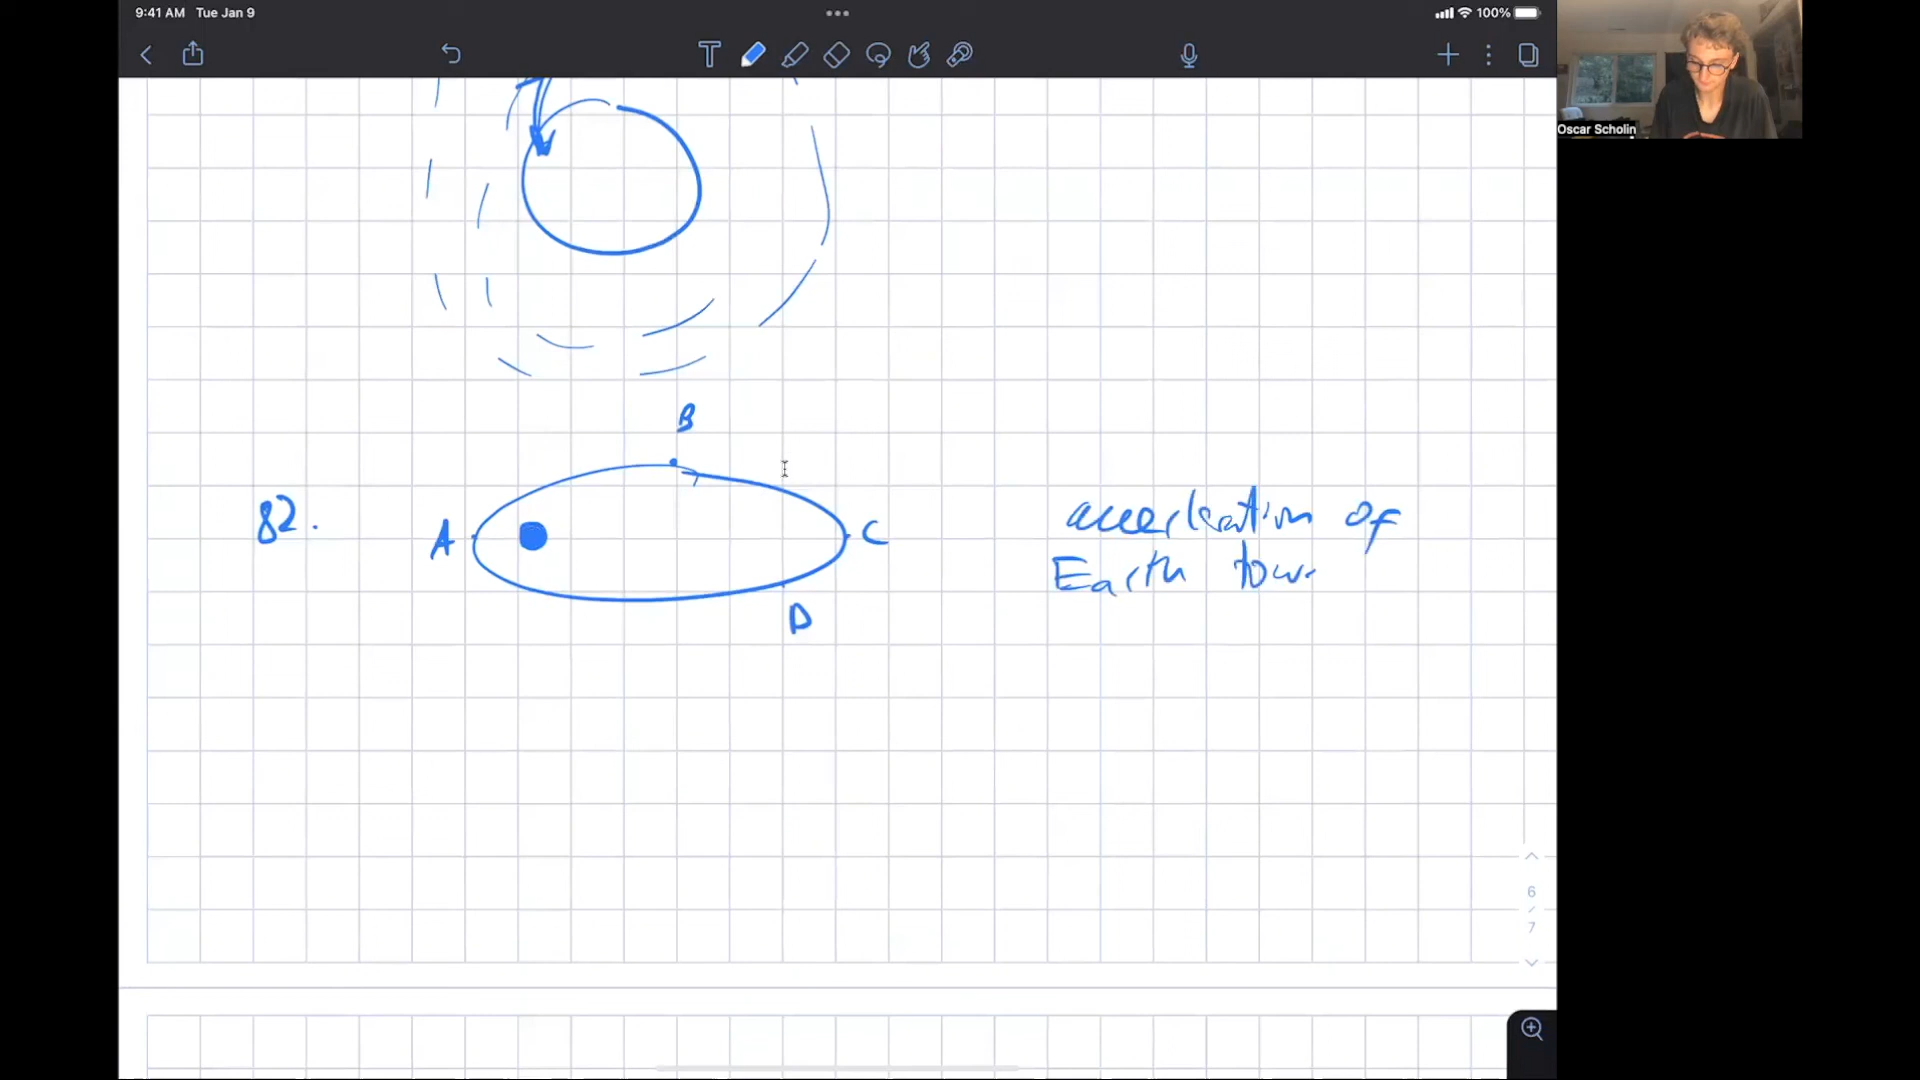 9:41 AM Tue Jan 9
100%
Oscar Scholin
B
82.
A
C
D
acceleration of
Earth tow
6
7